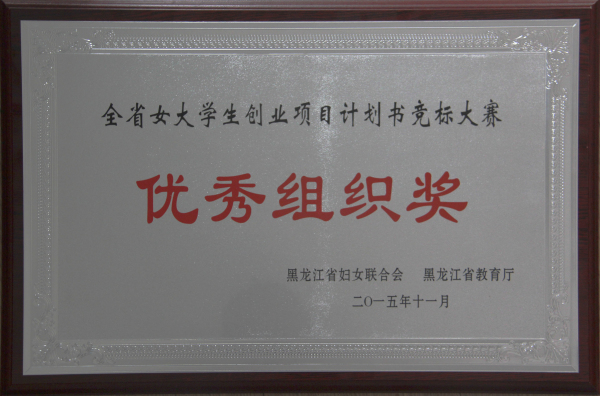 全省女大学生创业项目计划书竞标大赛
优秀组织奖
黑龙江省妇女联合会 黑龙江省教育厅
二〇一五年十一月